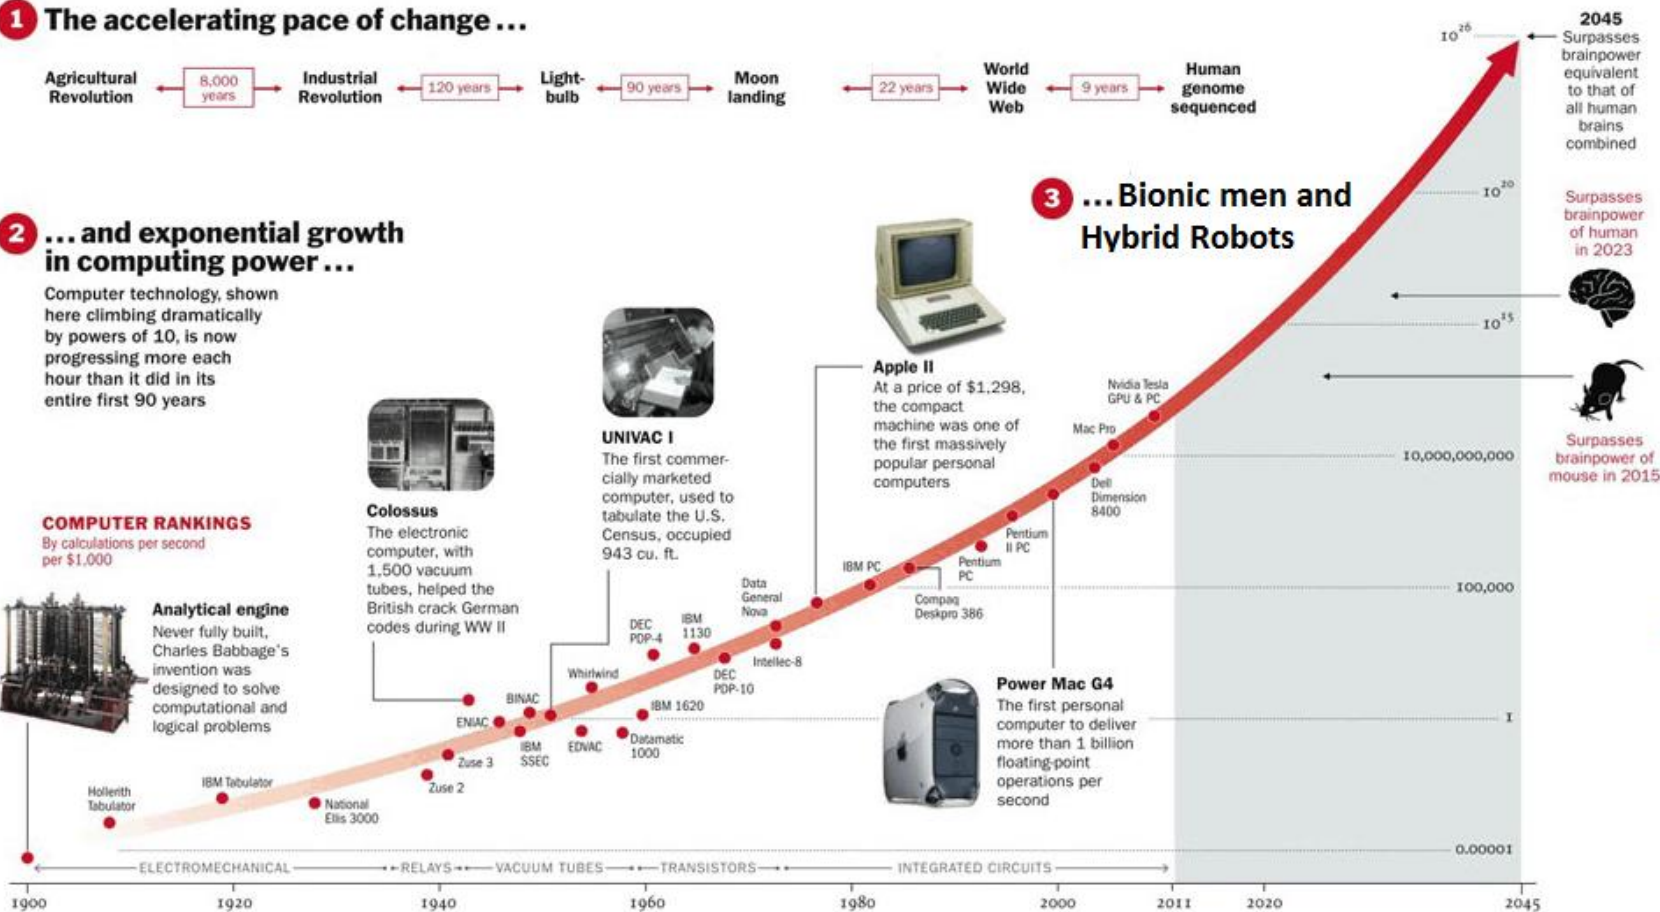 1 The accelerating pace of change ...
Agricultural
Revolution
8,000
years
Industrial
Revolution
120 years
Light-
bulb
90 years
Moon
landing
22 years
World
Wide
Web
9 years
Human
genome
sequenced
2 ... and exponential growth
in computing power ...
Computer technology, shown
here climbing dramatically
by powers of 10, is now
progressing more each
hour than it did in its
entire first 90 years
3 ...Bionic men and
Hybrid Robots
COMPUTER RANKINGS
By calculations per second
per $1,000
Analytical engine
Never fully built,
Charles Babbage's
invention was
designed to solve
computational and
logical problems
Colossus
The electronic
computer, with
1,500 vacuum
tubes, helped the
British crack German
codes during WW II
UNIVAC I
The first commer-
cially marketed
computer, used to
tabulate the U.S.
Census, occupied
943 cu. ft.
Apple II
At a price of $1,298,
the compact
machine was one of
the first massively
popular personal
computers
Power Mac G4
The first personal
computer to deliver
more than 1 billion
floating-point
operations per
second
Hollerith
Tabulator
IBM Tabulator
National
Ellis 3000
Zuse 2
Zuse 3
ENIAC
BINAC
IBM
SSEC
Whirlwind
EDVAC
Datamatic
1000
IBM 1620
DEC
PDP-4
IBM
1130
DEC
PDP-10
Data
General
Nova
Intellec-8
IBM PC
Compaq
Deskpro 386
Pentium
PC
Pentium
II PC
Dell
Dimension
8400
Mac Pro
Nvidia Tesla
GPU & PC
10²⁶
10²⁰
10¹⁵
10,000,000,000
100,000
1
0.00001
2045
Surpasses
brainpower
equivalent
to that of
all human
brains
combined
Surpasses
brainpower
of human
in 2023
Surpasses
brainpower of
mouse in 2015
ELECTROMECHANICAL
RELAYS
VACUUM TUBES
TRANSISTORS
INTEGRATED CIRCUITS
1900
1920
1940
1960
1980
2000
2011
2020
2045